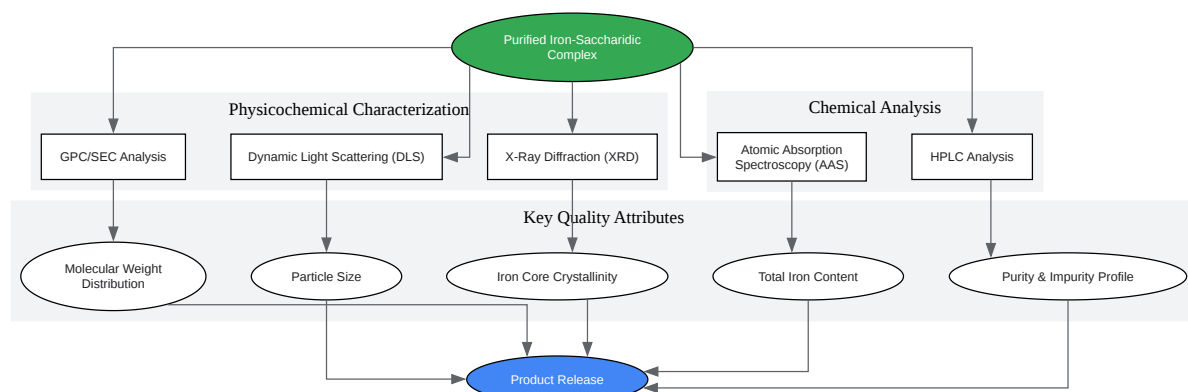 Purified Iron-Saccharidic
Complex
Physicochemical Characterization
Chemical Analysis
GPC/SEC Analysis
Dynamic Light Scattering (DLS)
X-Ray Diffraction (XRD)
Atomic Absorption
Spectroscopy (AAS)
HPLC Analysis
Key Quality Attributes
Molecular Weight
Distribution
Particle Size
Iron Core Crystallinity
Total Iron Content
Purity & Impurity Profile
Product Release